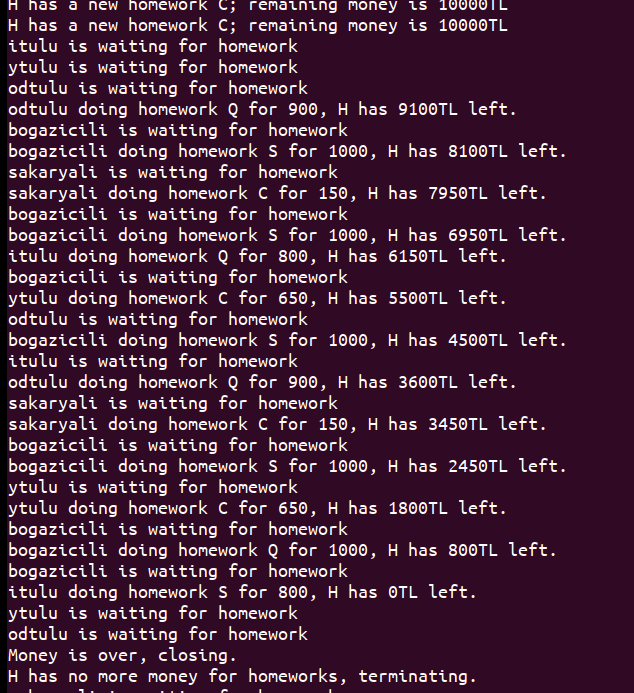 H has a new homework C; remaining money is 10000TL
H has a new homework C; remaining money is 10000TL
itulu is waiting for homework
ytulu is waiting for homework
odtulu is waiting for homework
odtulu doing homework Q for 900, H has 9100TL left.
bogazicili is waiting for homework
bogazicili doing homework S for 1000, H has 8100TL left.
sakaryali is waiting for homework
sakaryali doing homework C for 150, H has 7950TL left.
bogazicili is waiting for homework
bogazicili doing homework S for 1000, H has 6950TL left.
itulu doing homework Q for 800, H has 6150TL left.
bogazicili is waiting for homework
ytulu doing homework C for 650, H has 5500TL left.
odtulu is waiting for homework
bogazicili doing homework S for 1000, H has 4500TL left.
itulu is waiting for homework
odtulu doing homework Q for 900, H has 3600TL left.
sakaryali is waiting for homework
sakaryali doing homework C for 150, H has 3450TL left.
bogazicili is waiting for homework
bogazicili doing homework S for 1000, H has 2450TL left.
ytulu is waiting for homework
ytulu doing homework C for 650, H has 1800TL left.
bogazicili is waiting for homework
bogazicili doing homework Q for 1000, H has 800TL left.
bogazicili is waiting for homework
itulu doing homework S for 800, H has 0TL left.
ytulu is waiting for homework
odtulu is waiting for homework
Money is over, closing.
H has no more money for homeworks, terminating.